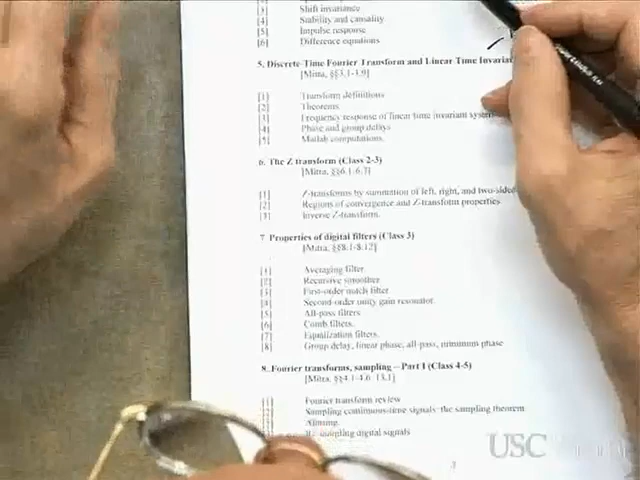 [3] Shift invariance
[4] Stability and causality
[5] Impulse response
[6] Difference equations
5. Discrete-Time Fourier Transform and Linear Time Invariant
[Mitra, §§3.1-3.9]
[1] Transform definitions
[2] Theorems
[3] Frequency response of linear time invariant system
[4] Phase and group delays
[5] Matlab computations.
6. The Z transform (Class 2-3)
[Mitra, §§6.1-6.7]
[1] Z-transforms by summation of left, right, and two-sided
[2] Regions of convergence and Z-transform properties
[3] Inverse Z-transform.
7 Properties of digital filters (Class 3)
[Mitra, §§8.1-8.12]
[1] Averaging filter
[2] Recursive smoother
[3] First-order notch filter
[4] Second-order unity gain resonator
[5] All-pass filters
[6] Comb filters.
[7] Equalization filters.
[8] Group delay, linear phase, all-pass, minimum phase
8. Fourier transforms, sampling – Part I (Class 4-5)
[Mitra, §§4.1-4.6 13.1]
[1] Fourier transform review
[2] Sampling continuous-time signals the sampling theorem
Aliasing
Re-sampling digital signals
USC